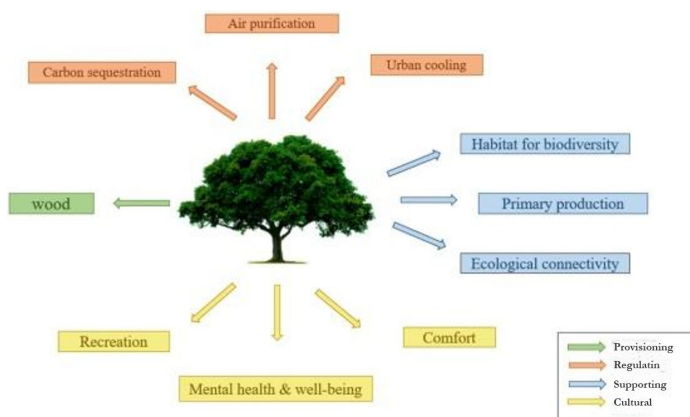 Air purification
Carbon sequestration
Urban cooling
Habitat for biodiversity
wood
Primary production
Ecological connectivity
Recreation
Comfort
Mental health & well-being
Provisioning
Regulatin
Supporting
Cultural